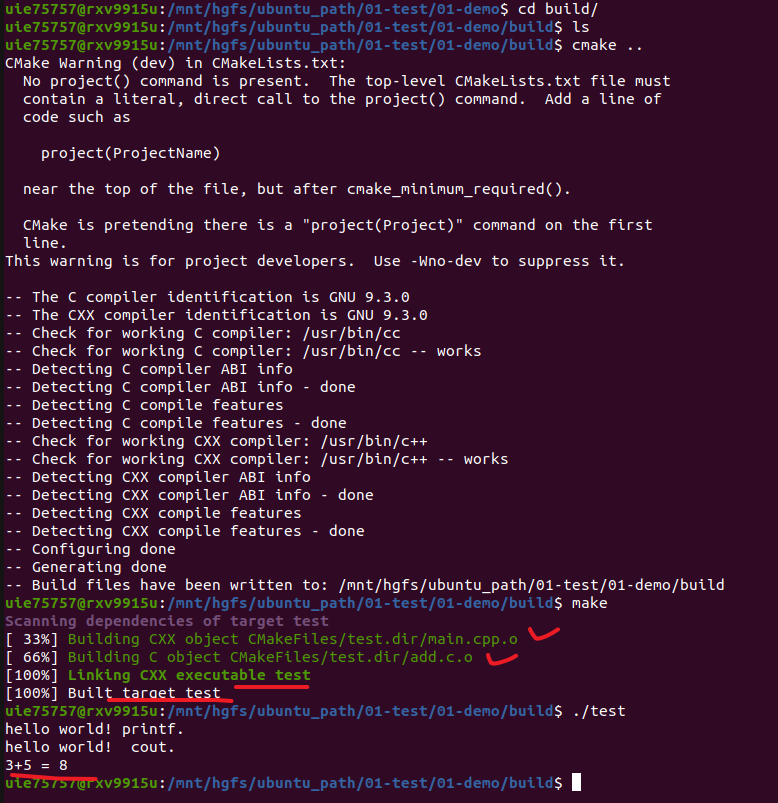 uie75757@rxv9915u:/mnt/hgfs/ubuntu_path/01-test/01-demo$ cd build/
uie75757@rxv9915u:/mnt/hgfs/ubuntu_path/01-test/01-demo/build$ ls
uie75757@rxv9915u:/mnt/hgfs/ubuntu_path/01-test/01-demo/build$ cmake ..
CMake Warning (dev) in CMakeLists.txt:
  No project() command is present.  The top-level CMakeLists.txt file must
  contain a literal, direct call to the project() command.  Add a line of
  code such as

    project(ProjectName)

  near the top of the file, but after cmake_minimum_required().

  CMake is pretending there is a "project(Project)" command on the first
  line.
This warning is for project developers.  Use -Wno-dev to suppress it.

-- The C compiler identification is GNU 9.3.0
-- The CXX compiler identification is GNU 9.3.0
-- Check for working C compiler: /usr/bin/cc
-- Check for working C compiler: /usr/bin/cc -- works
-- Detecting C compiler ABI info
-- Detecting C compiler ABI info - done
-- Detecting C compile features
-- Detecting C compile features - done
-- Check for working CXX compiler: /usr/bin/c++
-- Check for working CXX compiler: /usr/bin/c++ -- works
-- Detecting CXX compiler ABI info
-- Detecting CXX compiler ABI info - done
-- Detecting CXX compile features
-- Detecting CXX compile features - done
-- Configuring done
-- Generating done
-- Build files have been written to: /mnt/hgfs/ubuntu_path/01-test/01-demo/build
uie75757@rxv9915u:/mnt/hgfs/ubuntu_path/01-test/01-demo/build$ make
Scanning dependencies of target test
[ 33%] Building CXX object CMakeFiles/test.dir/main.cpp.o
[ 66%] Building C object CMakeFiles/test.dir/add.c.o
[100%] Linking CXX executable test
[100%] Built target test
uie75757@rxv9915u:/mnt/hgfs/ubuntu_path/01-test/01-demo/build$ ./test
hello world! printf.
hello world!  cout.
3+5 = 8
uie75757@rxv9915u:/mnt/hgfs/ubuntu_path/01-test/01-demo/build$